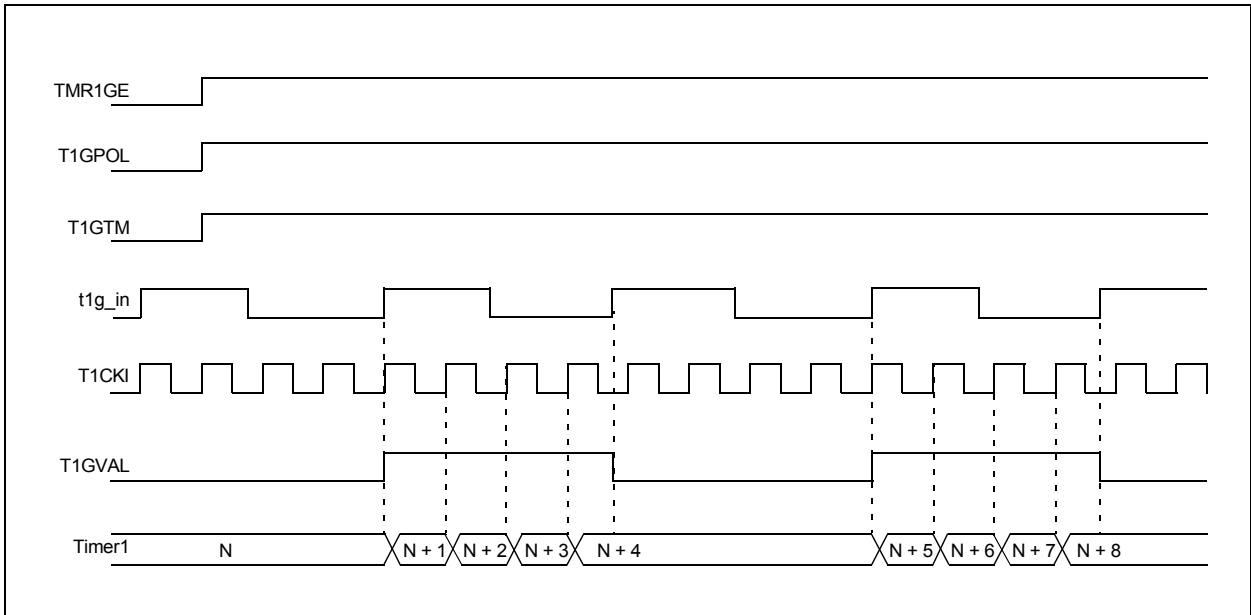 TMR1GE
T1GPOL
T1GTM
t1g_in
T1CKI
T1GVAL
Timer1 N N + 1 N + 2 N + 3 N + 4 N + 5 N + 6 N + 7 N + 8